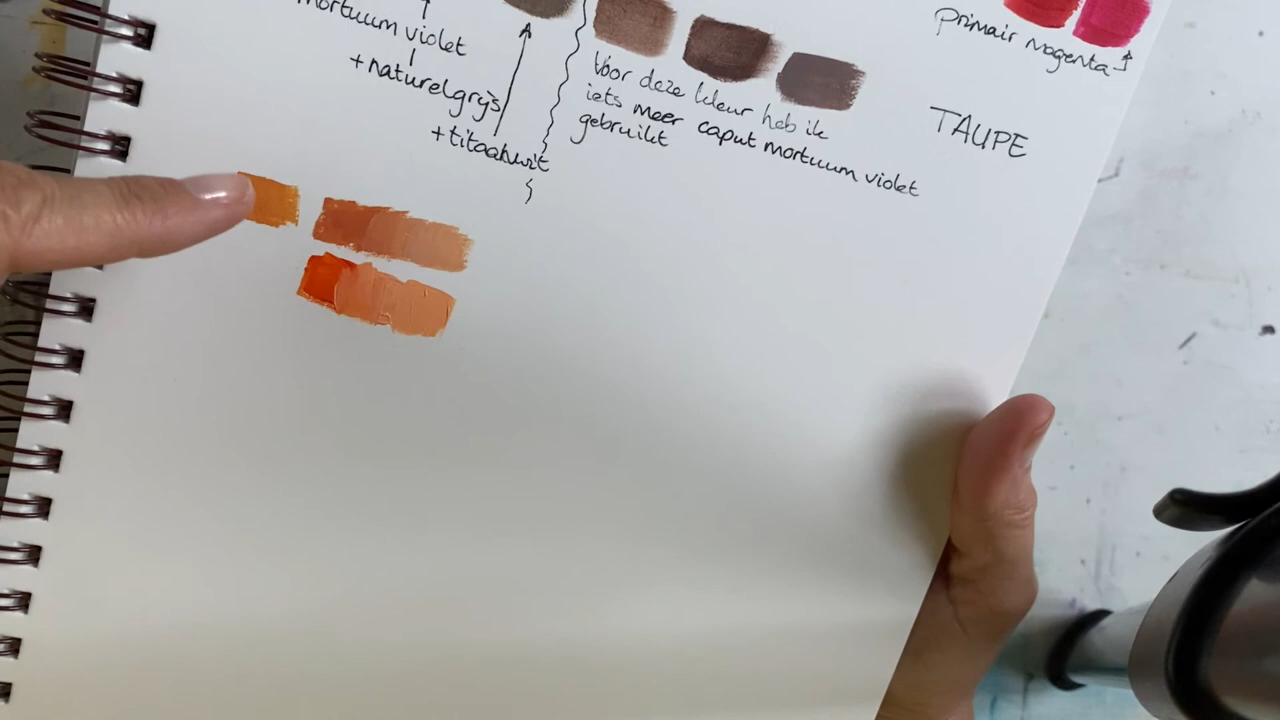 mortuum violet
+naturelgrijs
+titaanwit
Voor deze kleur heb ik
iets meer caput mortuum violet
gebruikt
primair magenta
TAUPE